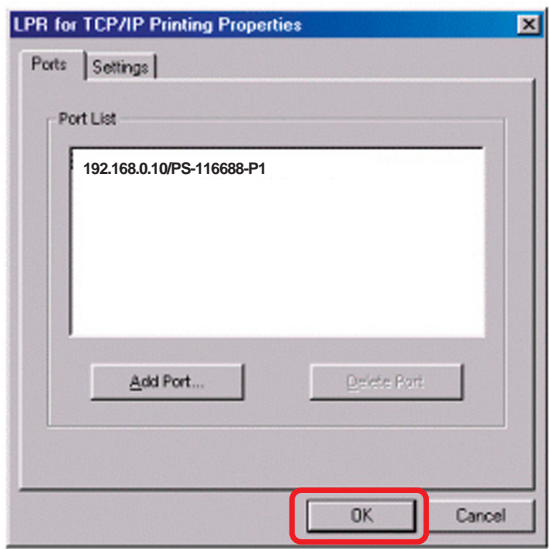 LPR for TCP/IP Printing Properties
Ports
Settings
Port List
192.168.0.10/PS-116688-P1
Add Port...
Delete Port
OK
Cancel